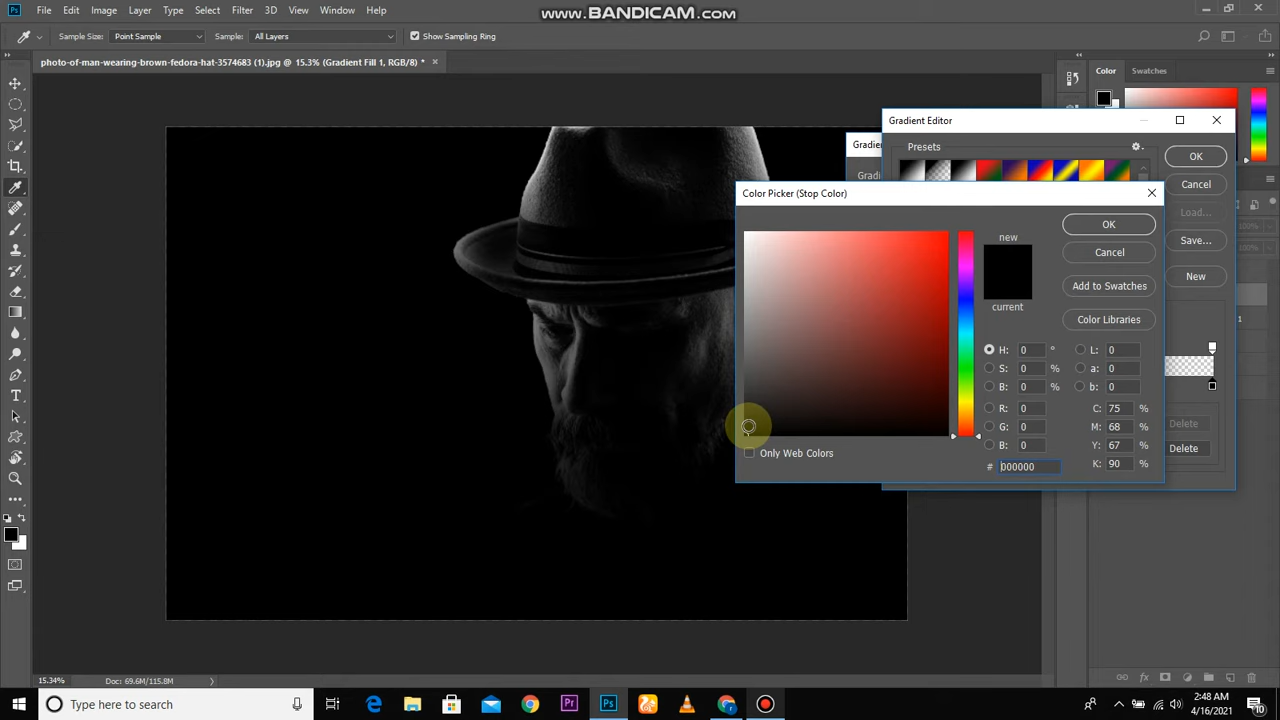 www.BANDICAM.com
Ps File Edit Image Layer Type Select Filter 3D View Window Help
Sample Size: Point Sample Sample: All Layers Show Sampling Ring
photo-of-man-wearing-brown-fedora-hat-3574683 (1).jpg @ 15.3% (Gradient Fill 1, RGB/8) *
Color Swatches
Gradient Editor
Presets
OK
Cancel
Load...
Save...
New
Delete
Delete
Color Picker (Stop Color)
new
current
OK
Cancel
Add to Swatches
Color Libraries
H: 0 ° L: 0
S: 0 % a: 0
B: 0 % b: 0
R: 0 C: 75 %
G: 0 M: 68 %
B: 0 Y: 67 %
# 000000 K: 90 %
Only Web Colors
15.34% Doc: 69.6M/115.8M
Type here to search
Pr
Ps
2:48 AM
4/16/2021